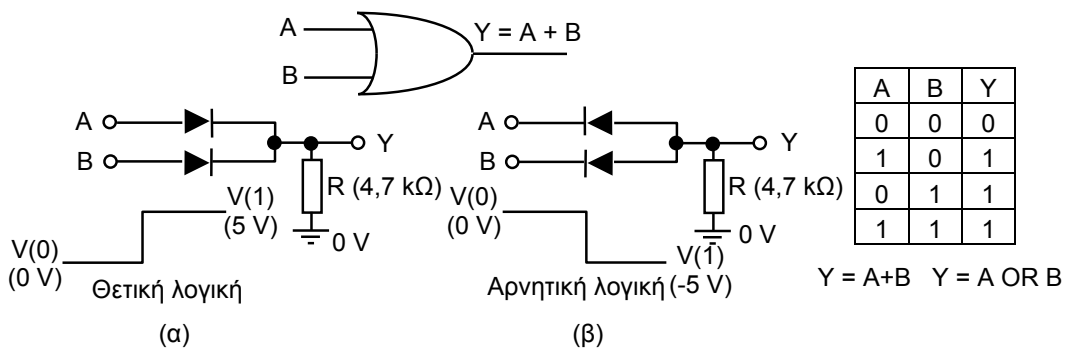 A
B
Y = A + B
A
B
Y
R (4,7 kΩ)
0 V
V(1)
(5 V)
V(0)
(0 V)
Θετική λογική
(α)
A
B
Y
R (4,7 kΩ)
0 V
V(0)
(0 V)
V(1)
Αρνητική λογική (-5 V)
(β)
A B Y
0 0 0
1 0 1
0 1 1
1 1 1
Y = A+B Y = A OR B